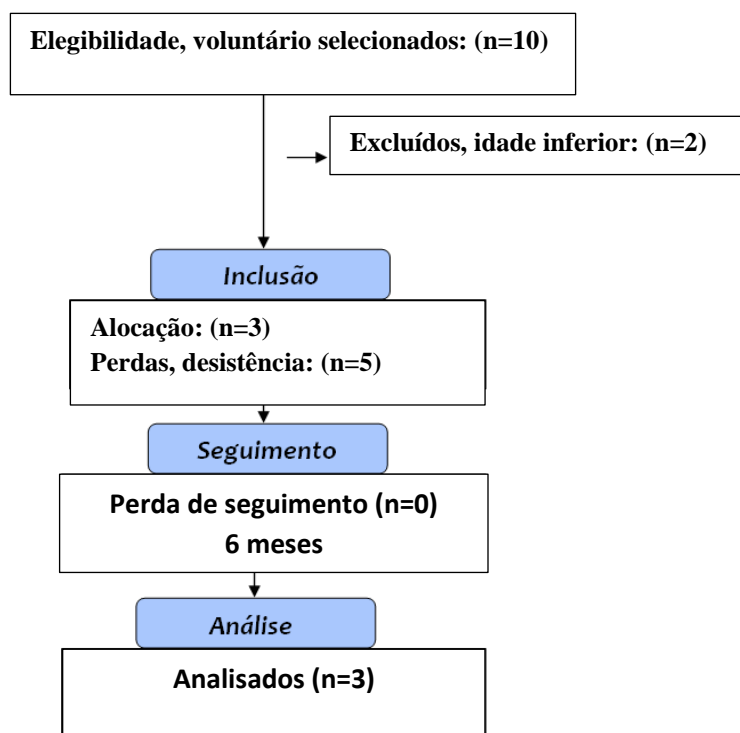 Elegibilidade, voluntário selecionados: (n=10)
Excluídos, idade inferior: (n=2)
Inclusão
Alocação: (n=3)
Perdas, desistência: (n=5)
Seguimento
Perda de seguimento (n=0)
6 meses
Análise
Analisados (n=3)